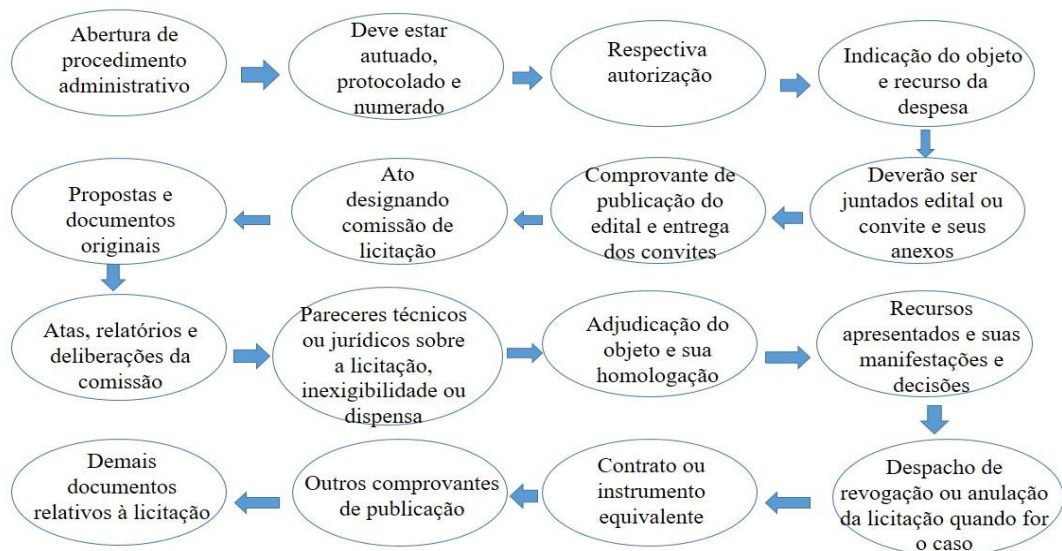 Abertura de
procedimento
administrativo
Deve estar
autuado,
protocolado e
numerado
Respectiva
autorização
Indicação do objeto
e recurso da
despesa
Deverão ser
juntados edital ou
convite e seus
anexos
Comprovante de
publicação do
edital e entrega
dos convites
Ato
designando
comissão de
licitação
Propostas e
documentos
originais
Atas, relatórios e
deliberações da
comissão
Pareceres técnicos
ou jurídicos sobre
a licitação,
inexigibilidade ou
dispensa
Adjudicação do
objeto e sua
homologação
Recursos
apresentados e suas
manifestações e
decisões
Despacho de
revogação ou anulação
da licitação quando for
o caso
Contrato ou
instrumento
equivalente
Outros comprovantes
de publicação
Demais
documentos
relativos à licitação